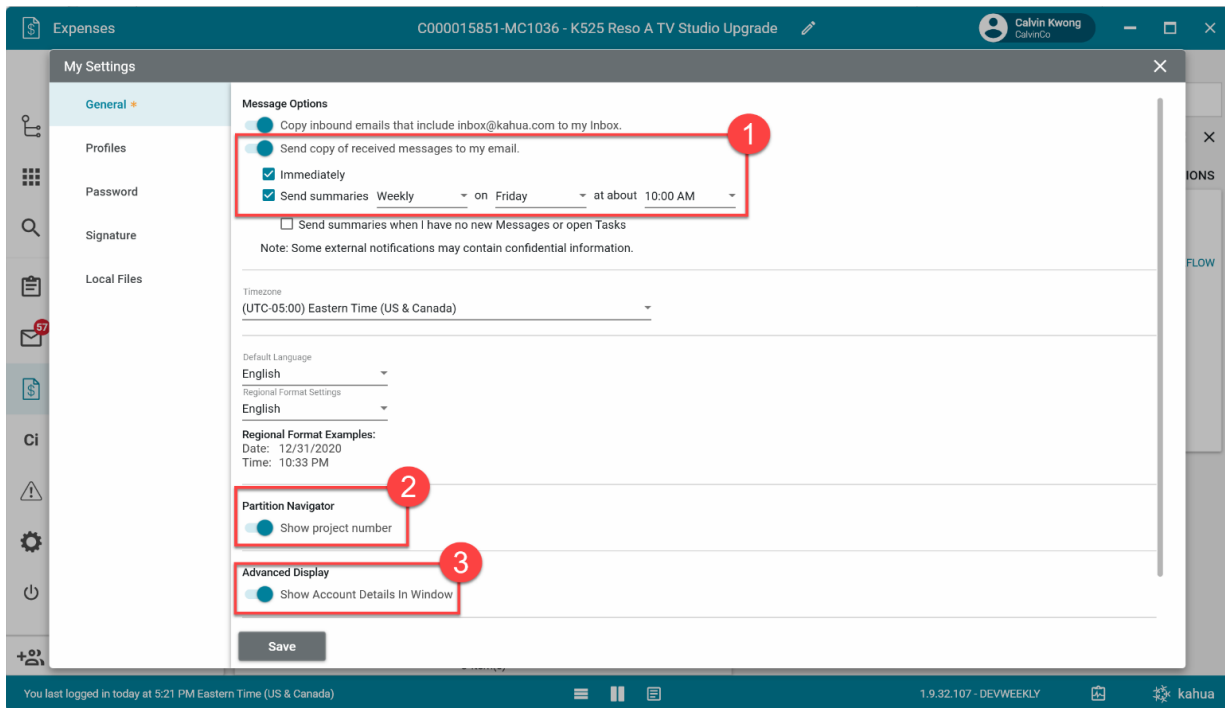 Expenses
C000015851-MC1036 - K525 Reso A TV Studio Upgrade
Calvin Kwong
CalvinCo
My Settings
General *
Profiles
Password
Signature
Local Files
Message Options
Copy inbound emails that include inbox@kahua.com to my Inbox.
1
Send copy of received messages to my email.
Immediately
Send summaries Weekly on Friday at about 10:00 AM
Send summaries when I have no new Messages or open Tasks
Note: Some external notifications may contain confidential information.
IONS
FLOW
57
Ci
Timezone
(UTC-05:00) Eastern Time (US & Canada)
Default Language
English
Regional Format Settings
English
Regional Format Examples:
Date: 12/31/2020
Time: 10:33 PM
2
Partition Navigator
Show project number
3
Advanced Display
Show Account Details In Window
Save
You last logged in today at 5:21 PM Eastern Time (US & Canada)
1.9.32.107 - DEVWEEKLY
kahua